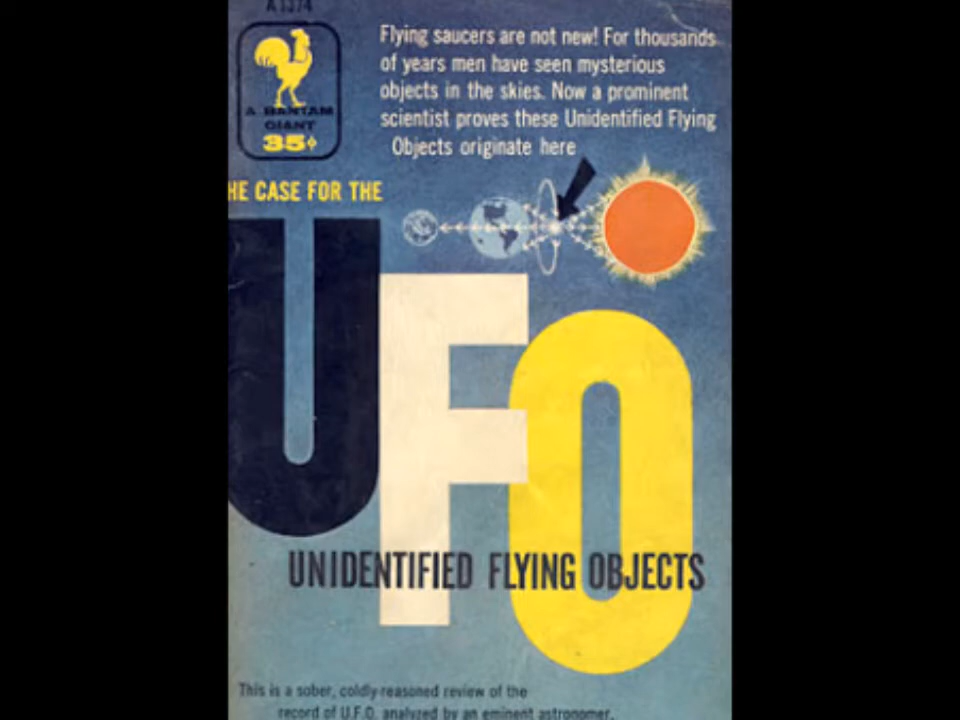 A1374
A BANTAM
GIANT
35¢
Flying saucers are not new! For thousands
of years men have seen mysterious
objects in the skies. Now a prominent
scientist proves these Unidentified Flying
Objects originate here
HE CASE FOR THE
UFO
UNIDENTIFIED FLYING OBJECTS
This is a sober, coldly-reasoned review of the
record of U.F.O. analyzed by an eminent astronomer.